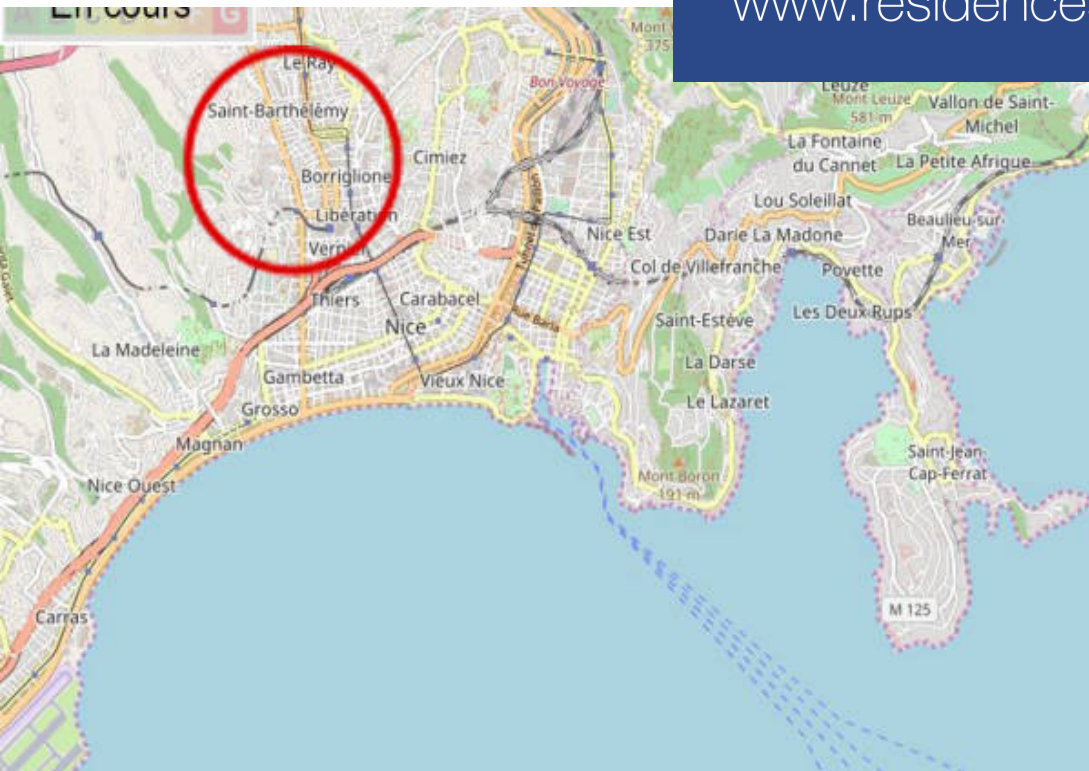 En cours
A
G
www.residence
Mont
375
Le Ray
Bon Voyage
Leuze
Mont Leuze
581 m
Vallon de Saint-
Michel
Saint-Barthélémy
La Fontaine
du Cannet
La Petite Afrique
Cimiez
Borriglione
Lou Soleillat
Libération
Nice Est
Darie La Madone
Beaulieu-sur-
Mer
Vernier
Col de Villefranche
Povette
Thiers
Carabacel
Nice
Rue Barla
Saint-Estève
Les Deux Rups
La Madeleine
La Darse
Gambetta
Vieux Nice
Le Lazaret
Grosso
Magnan
Saint-Jean-
Cap-Ferrat
Mont Boron
191 m
Nice Ouest
M 125
Carras